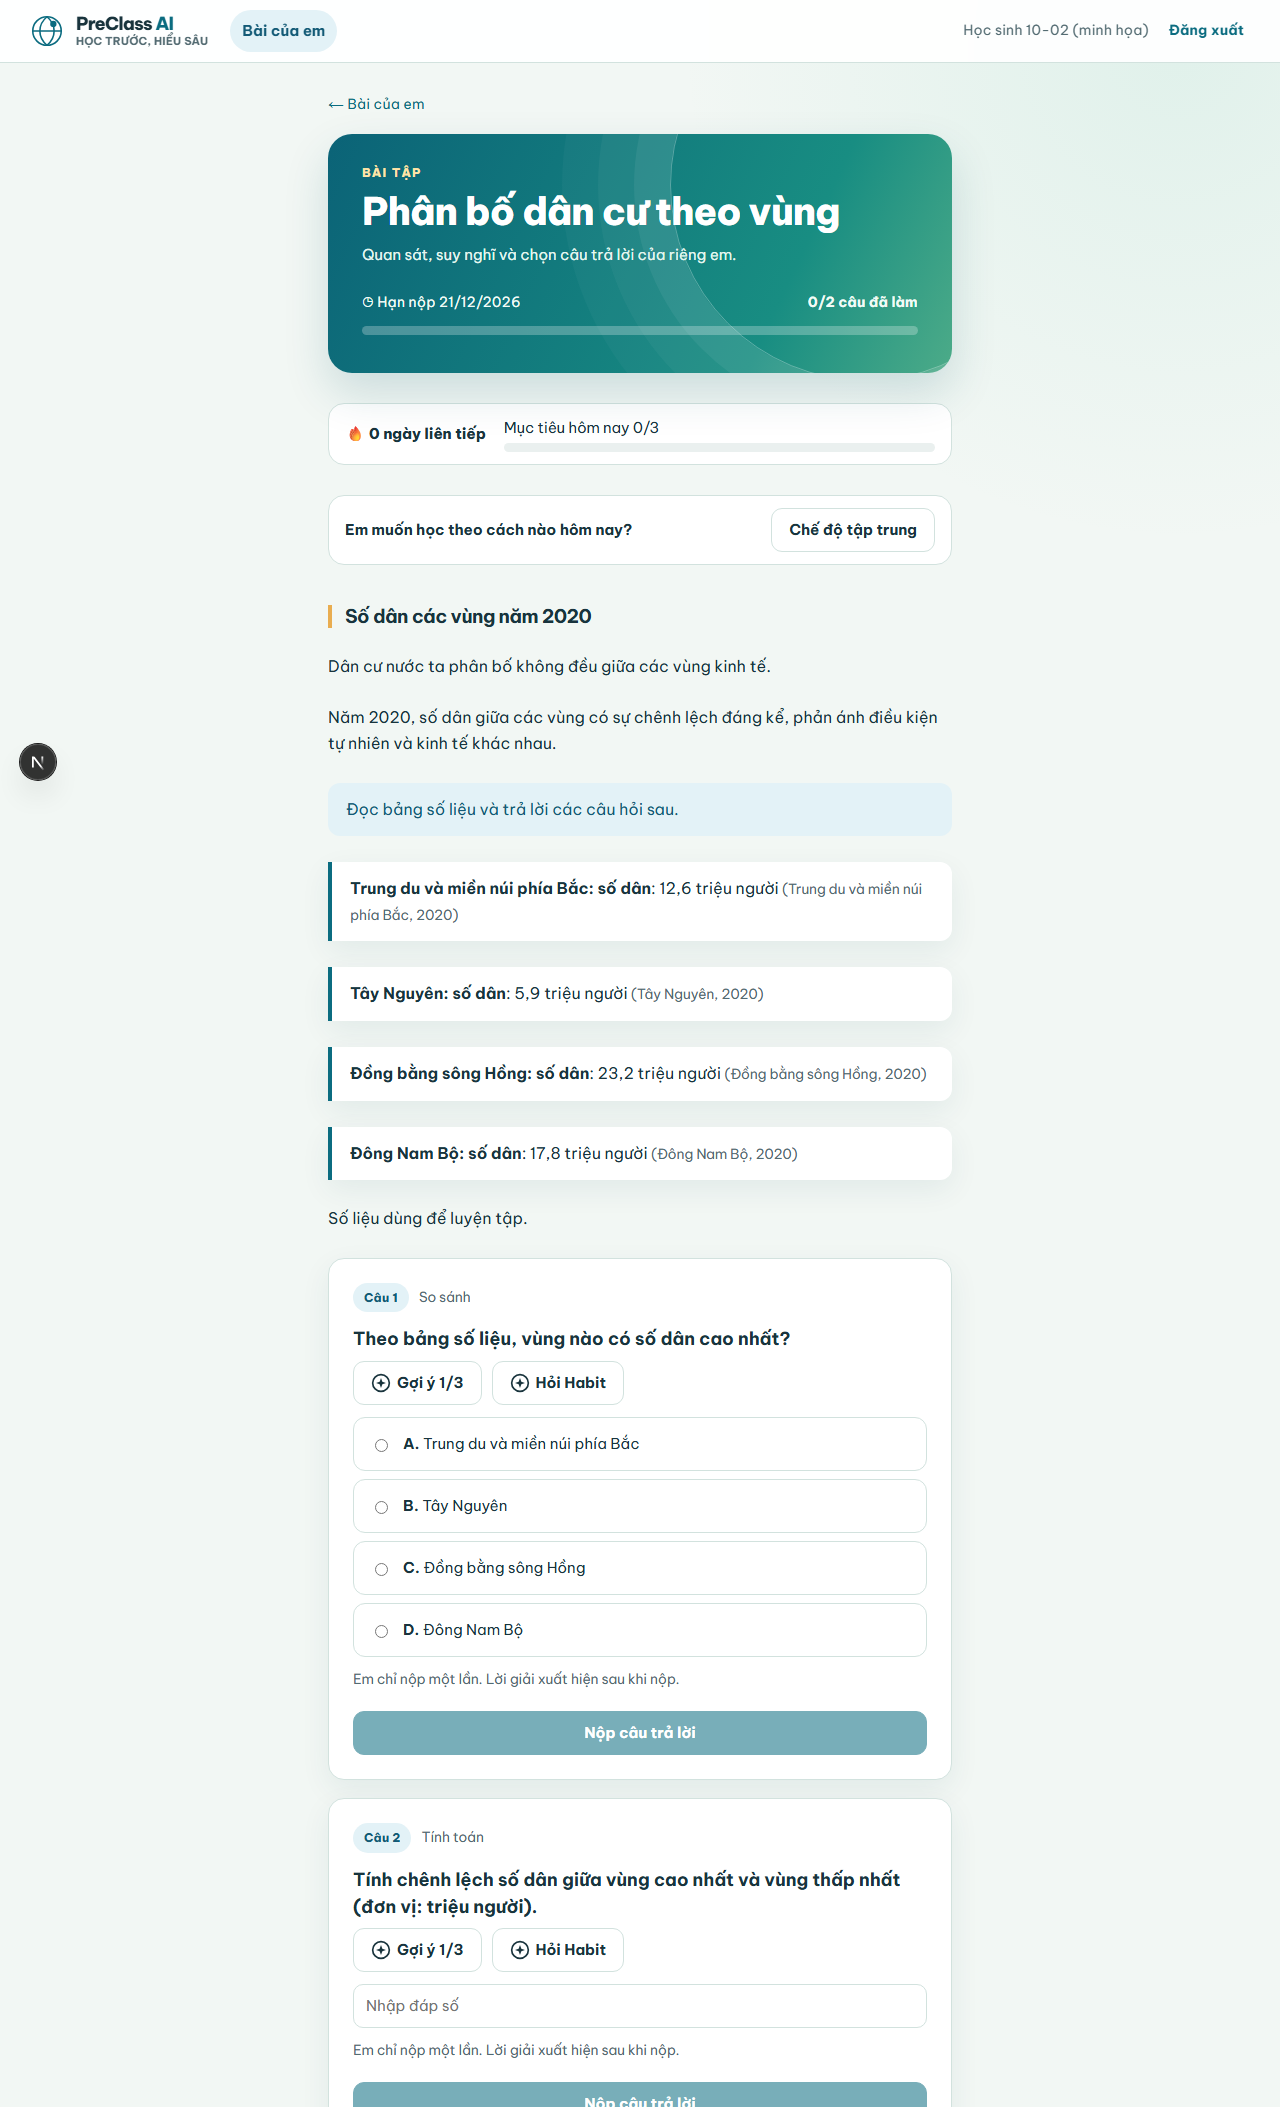 PreClass AI
HỌC TRƯỚC, HIỂU SÂU
Bài của em
Học sinh 10-02 (minh họa)
Đăng xuất
← Bài của em
BÀI TẬP
Phân bố dân cư theo vùng
Quan sát, suy nghĩ và chọn câu trả lời của riêng em.
Hạn nộp 21/12/2026
0/2 câu đã làm
0 ngày liên tiếp
Mục tiêu hôm nay 0/3
Em muốn học theo cách nào hôm nay?
Chế độ tập trung
Số dân các vùng năm 2020
Dân cư nước ta phân bố không đều giữa các vùng kinh tế.
Năm 2020, số dân giữa các vùng có sự chênh lệch đáng kể, phản ánh điều kiện
tự nhiên và kinh tế khác nhau.
N
Đọc bảng số liệu và trả lời các câu hỏi sau.
Trung du và miền núi phía Bắc: số dân: 12,6 triệu người (Trung du và miền núi
phía Bắc, 2020)
Tây Nguyên: số dân: 5,9 triệu người (Tây Nguyên, 2020)
Đồng bằng sông Hồng: số dân: 23,2 triệu người (Đồng bằng sông Hồng, 2020)
Đông Nam Bộ: số dân: 17,8 triệu người (Đông Nam Bộ, 2020)
Số liệu dùng để luyện tập.
Câu 1 So sánh
Theo bảng số liệu, vùng nào có số dân cao nhất?
Gợi ý 1/3
Hỏi Habit
A. Trung du và miền núi phía Bắc
B. Tây Nguyên
C. Đồng bằng sông Hồng
D. Đông Nam Bộ
Em chỉ nộp một lần. Lời giải xuất hiện sau khi nộp.
Nộp câu trả lời
Câu 2 Tính toán
Tính chênh lệch số dân giữa vùng cao nhất và vùng thấp nhất
(đơn vị: triệu người).
Gợi ý 1/3
Hỏi Habit
Nhập đáp số
Em chỉ nộp một lần. Lời giải xuất hiện sau khi nộp.
Nộp câu trả lời